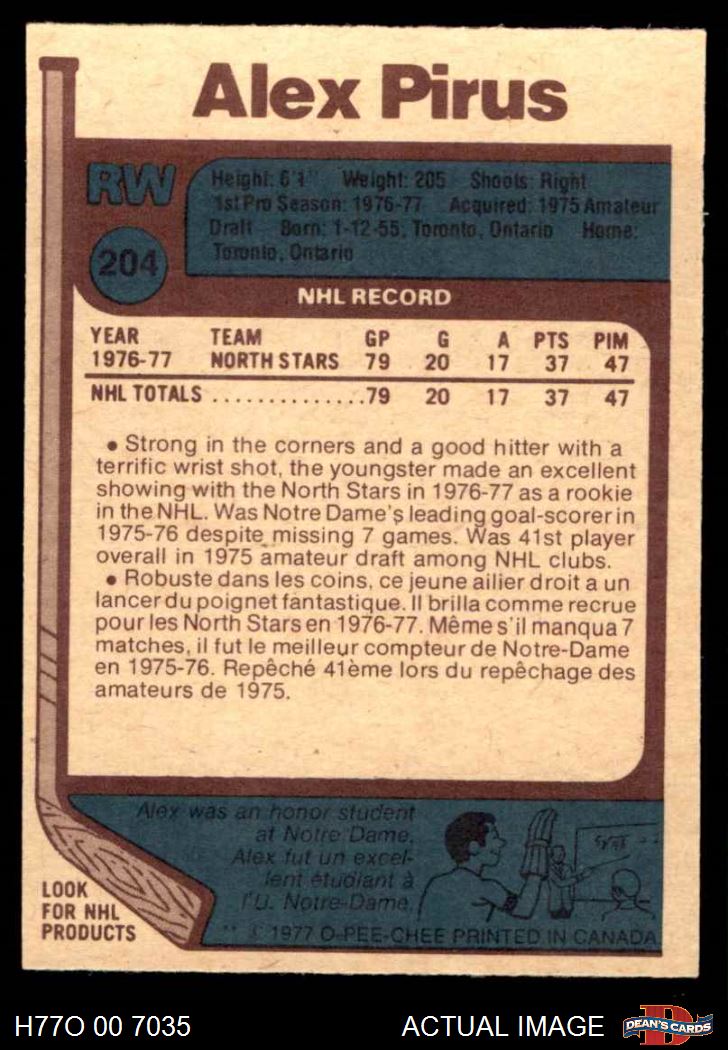 Alex Pirus
RW
Height: 6'1" Weight: 205 Shoots: Right
1st Pro Season: 1976-77 Acquired: 1975 Amateur
Draft Born: 1-12-55, Toronto, Ontario Home:
Toronto, Ontario
204
NHL RECORD
YEAR TEAM GP G A PTS PIM
1976-77 NORTH STARS 79 20 17 37 47
NHL TOTALS ..............79 20 17 37 47
• Strong in the corners and a good hitter with a
terrific wrist shot, the youngster made an excellent
showing with the North Stars in 1976-77 as a rookie
in the NHL. Was Notre Dame's leading goal-scorer in
1975-76 despite missing 7 games. Was 41st player
overall in 1975 amateur draft among NHL clubs.
• Robuste dans les coins, ce jeune ailier droit a un
lancer du poignet fantastique. Il brilla comme recrue
pour les North Stars en 1976-77. Même s'il manqua 7
matches, il fut le meilleur compteur de Notre-Dame
en 1975-76. Repêché 41ème lors du repêchage des
amateurs de 1975.
Alex was an honor student
at Notre Dame.
Alex fut un excel-
lent étudiant à
l'U. Notre-Dame.
LOOK
FOR NHL
PRODUCTS
** © 1977 O-PEE-CHEE PRINTED IN CANADA
H77O 00 7035
ACTUAL IMAGE
D
DEAN'S CARDS